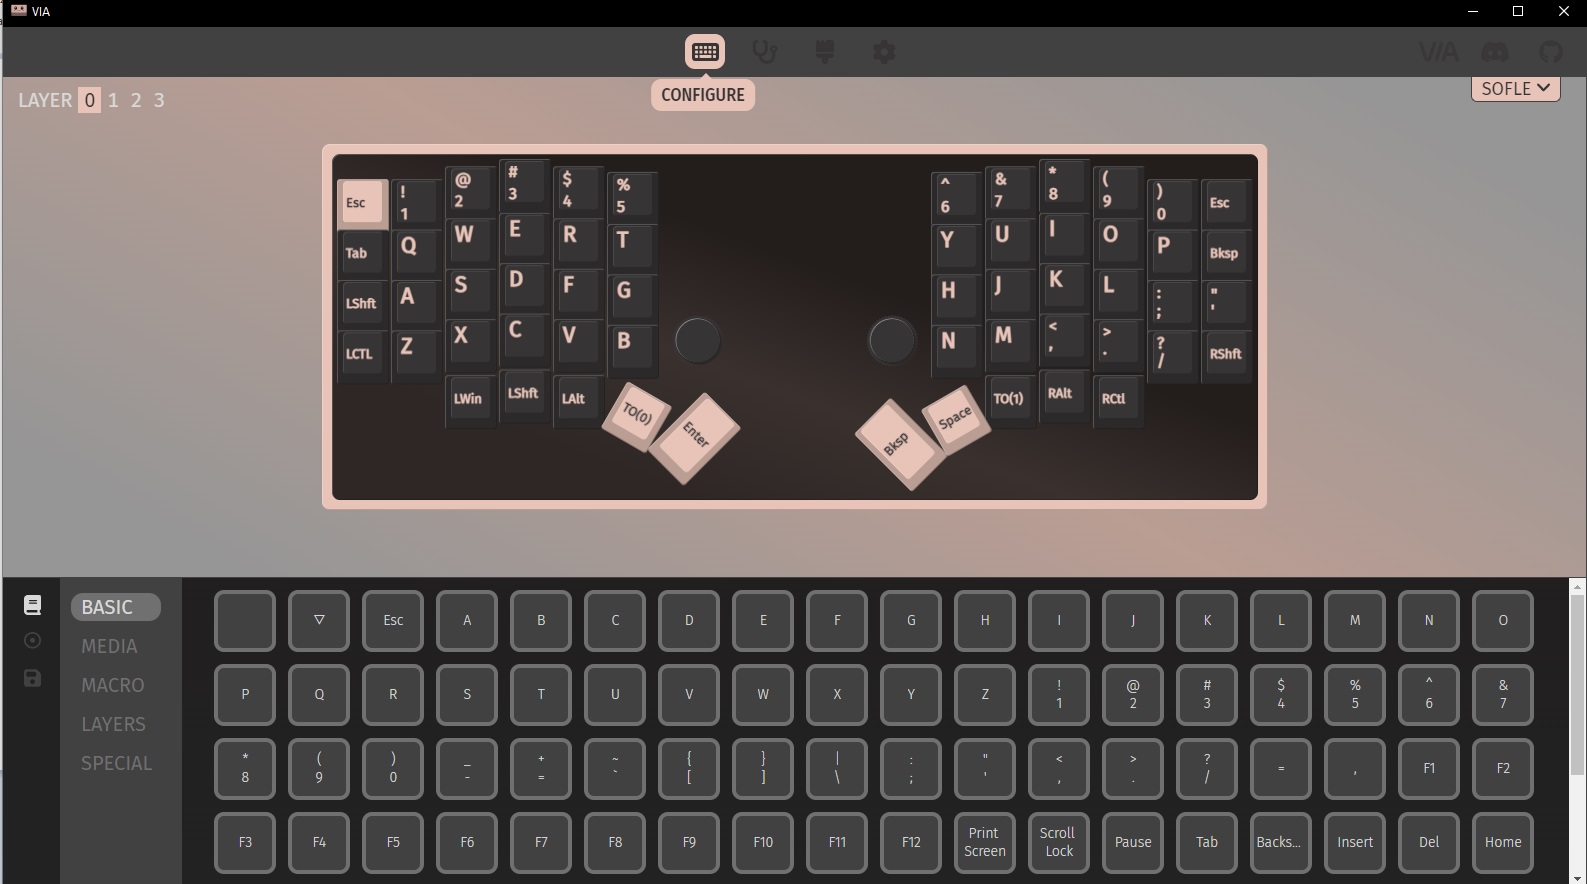 VIA
VIA
CONFIGURE
LAYER 0 1 2 3
SOFLE
Esc ! 1 @ 2 # 3 $ 4 % 5 ^ 6 & 7 * 8 ( 9 ) 0 Esc
Tab Q W E R T Y U I O P Bksp
LShft A S D F G H J K L : ; " '
LCTL Z X C V B N M < , > . ? / RShft
LWin LShft LAlt TO(0) Enter Bksp Space TO(1) RAlt RCtl
BASIC
MEDIA
MACRO
LAYERS
SPECIAL
▽ Esc A B C D E F G H I J K L M N O
P Q R S T U V W X Y Z ! 1 @ 2 # 3 $ 4 % 5 ^ 6 & 7
* 8 ( 9 ) 0 _ - + = ~ ` { [ } ] | \ : ; " ' < , > . ? / = , F1 F2
F3 F4 F5 F6 F7 F8 F9 F10 F11 F12 Print Screen Scroll Lock Pause Tab Backs... Insert Del Home